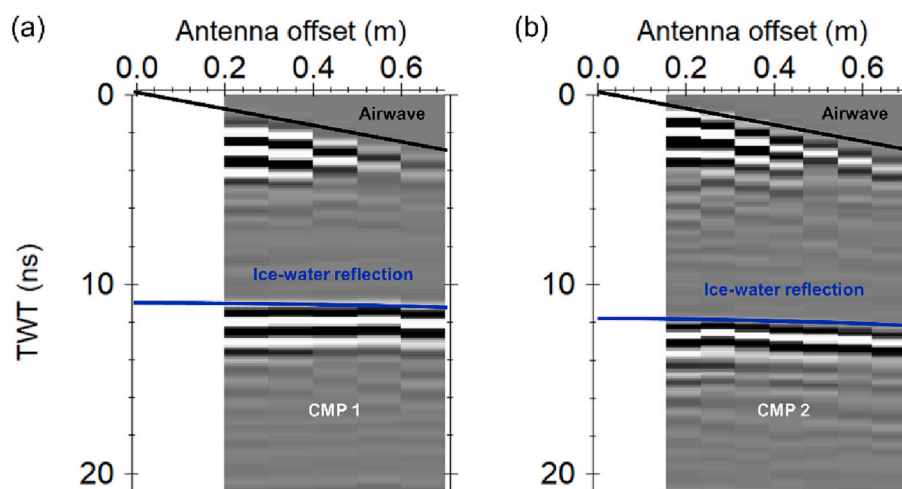 (a)
Antenna offset (m)
0.0 0.2 0.4 0.6
0
10
20
TWT (ns)
Airwave
Ice-water reflection
CMP 1
(b)
Antenna offset (m)
0.0 0.2 0.4 0.6
0
10
20
Airwave
Ice-water reflection
CMP 2